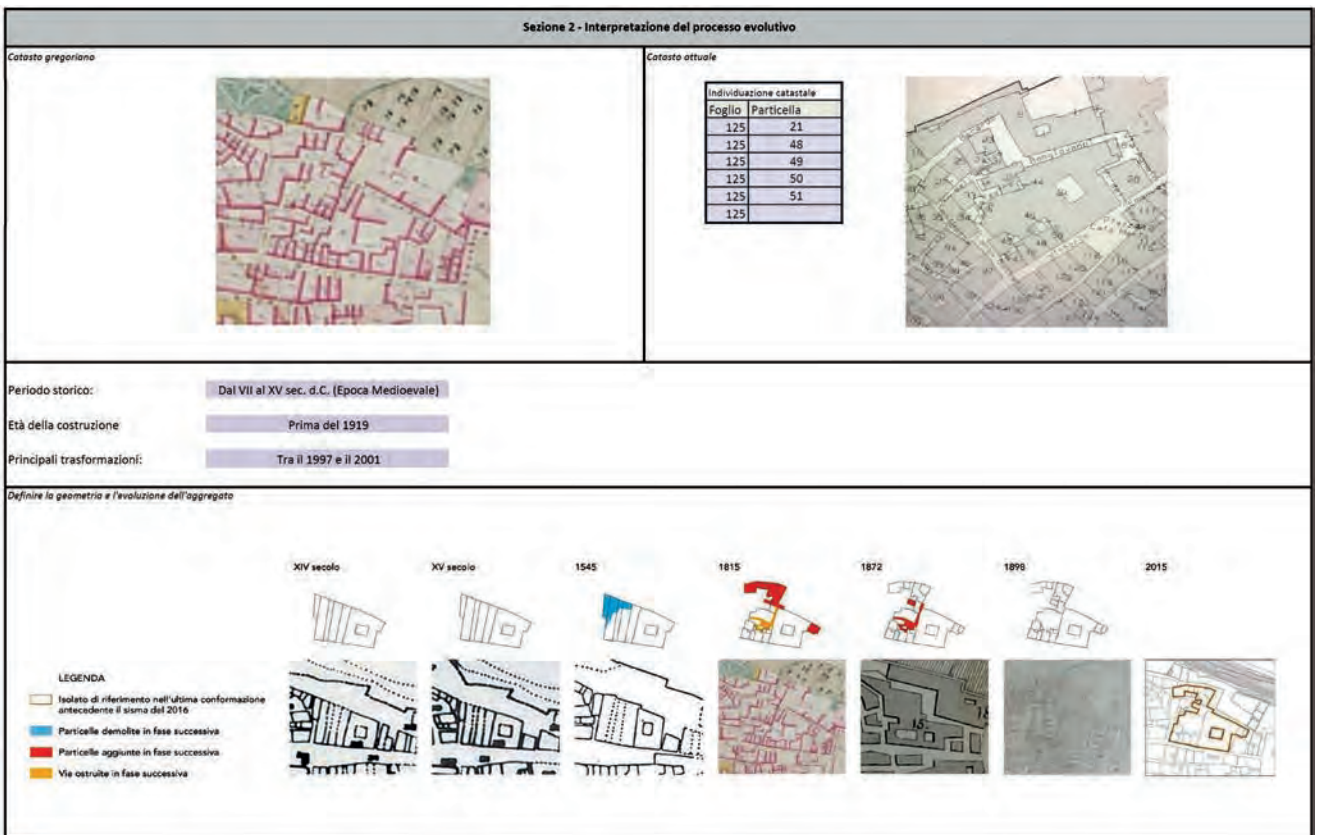 Sezione 2 - Interpretazione del processo evolutivo
Catasto gregoriano
Catasto attuale
Individuazione catastale
Foglio Particella
125 21
125 48
125 49
125 50
125 51
125
Periodo storico: Dal VII al XV sec. d.C. (Epoca Medioevale)
Età della costruzione Prima del 1919
Principali trasformazioni: Tra il 1997 e il 2001
Definire la geometria e l'evoluzione dell'aggregato
XIV secolo XV secolo 1545 1815 1872 1898 2015
LEGENDA
Isolato di riferimento nell'ultima conformazione
antecedente il sisma del 2016
Particelle demolite in fase successiva
Particelle aggiunte in fase successiva
Vie ostruite in fase successiva